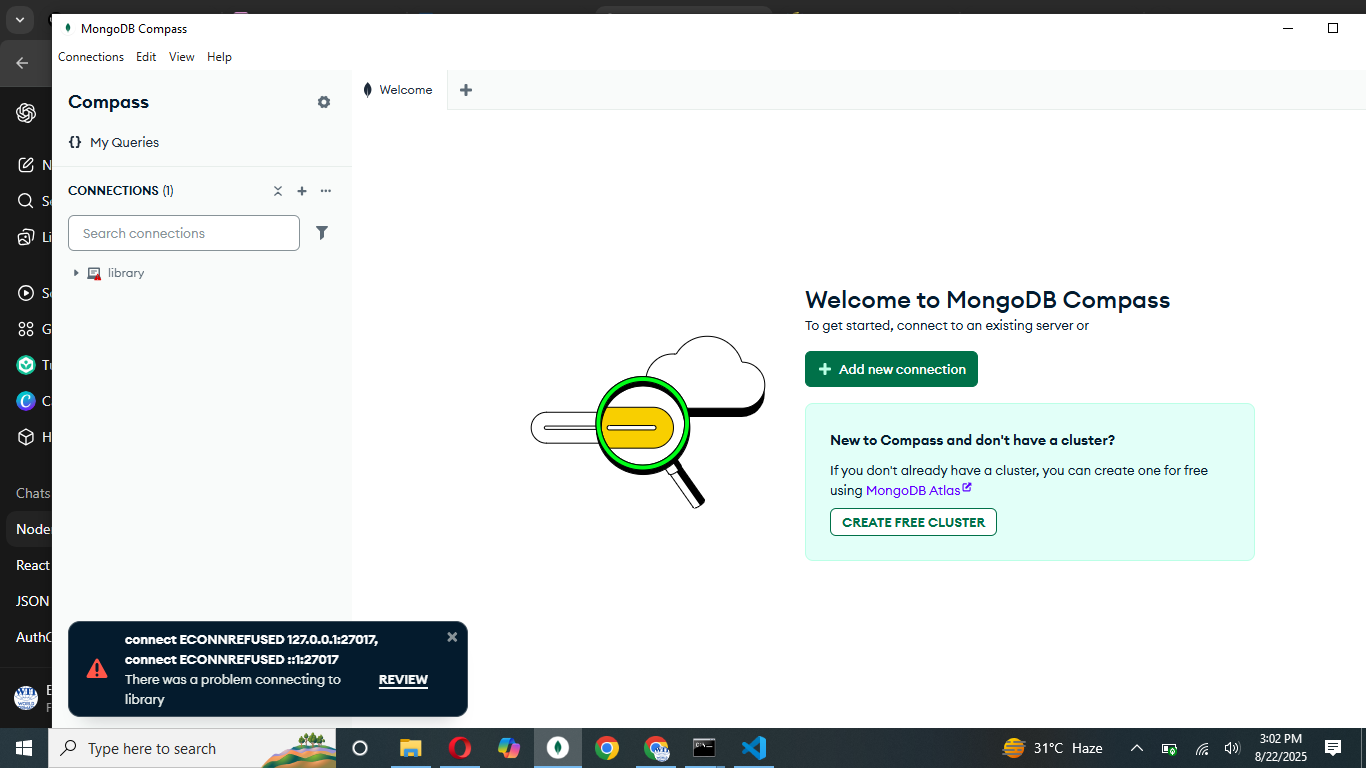 MongoDB Compass
Connections Edit View Help
Compass
Welcome
My Queries
CONNECTIONS (1)
Search connections
library
Welcome to MongoDB Compass
To get started, connect to an existing server or
Add new connection
New to Compass and don't have a cluster?
If you don't already have a cluster, you can create one for free
using MongoDB Atlas
CREATE FREE CLUSTER
Chats
React
JSON
connect ECONNREFUSED 127.0.0.1:27017,
connect ECONNREFUSED ::1:27017
There was a problem connecting to
library
REVIEW
Type here to search
31°C Haze
3:02 PM
8/22/2025